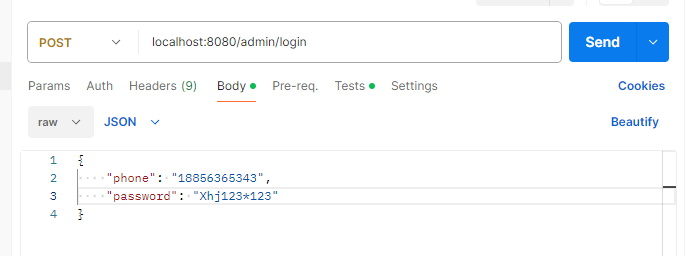 POST
localhost:8080/admin/login
Send
Params
Auth
Headers (9)
Body
Pre-req.
Tests
Settings
Cookies
raw
JSON
Beautify
1 {
2 "phone": "18856365343",
3 "password": "Xhj123*123"
4 }